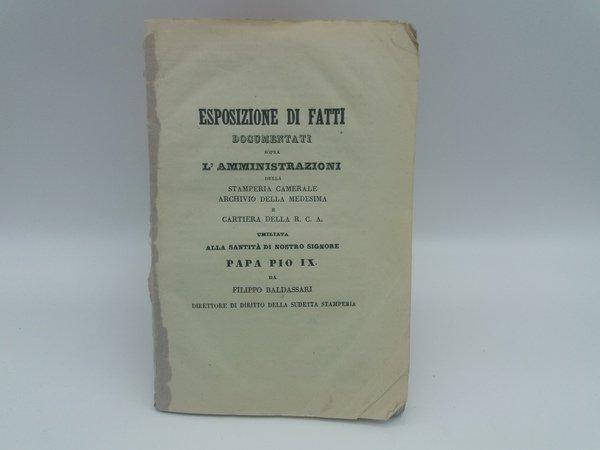 ESPOSIZIONE DI FATTI
DOCUMENTATI
SOPRA
L'AMMINISTRAZIONI
DELLA
STAMPERIA CAMERALE
ARCHIVIO DELLA MEDESIMA
E
CARTIERA DELLA R. C. A.
UMILIATA
ALLA SANTITÀ DI NOSTRO SIGNORE
PAPA PIO IX.
DA
FILIPPO BALDASSARI
DIRETTORE DI DIRITTO DELLA SUDETTA STAMPERIA